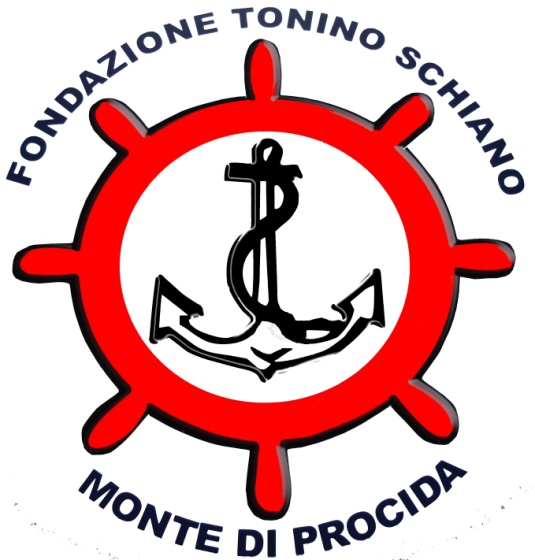 FONDAZIONE TONINO SCHIANO
MONTE DI PROCIDA